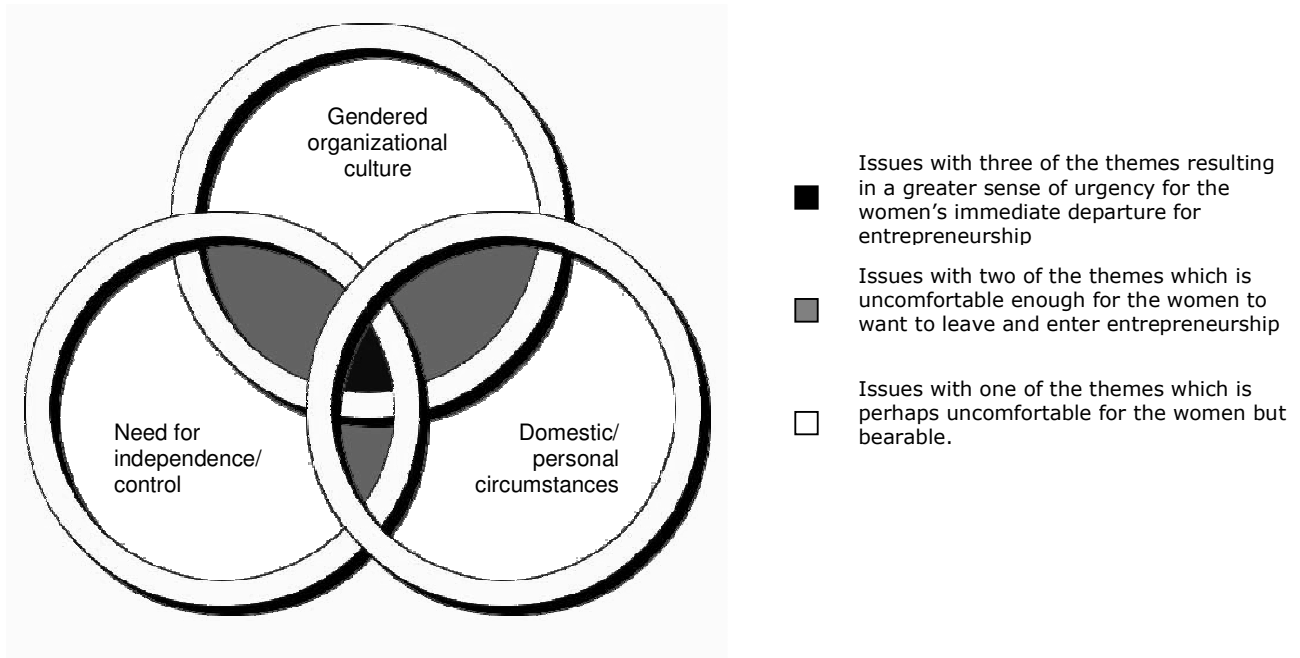 Gendered
organizational
culture
Need for
independence/
control
Domestic/
personal
circumstances
Issues with three of the themes resulting
in a greater sense of urgency for the
women's immediate departure for
entrepreneurship
Issues with two of the themes which is
uncomfortable enough for the women to
want to leave and enter entrepreneurship
Issues with one of the themes which is
perhaps uncomfortable for the women but
bearable.